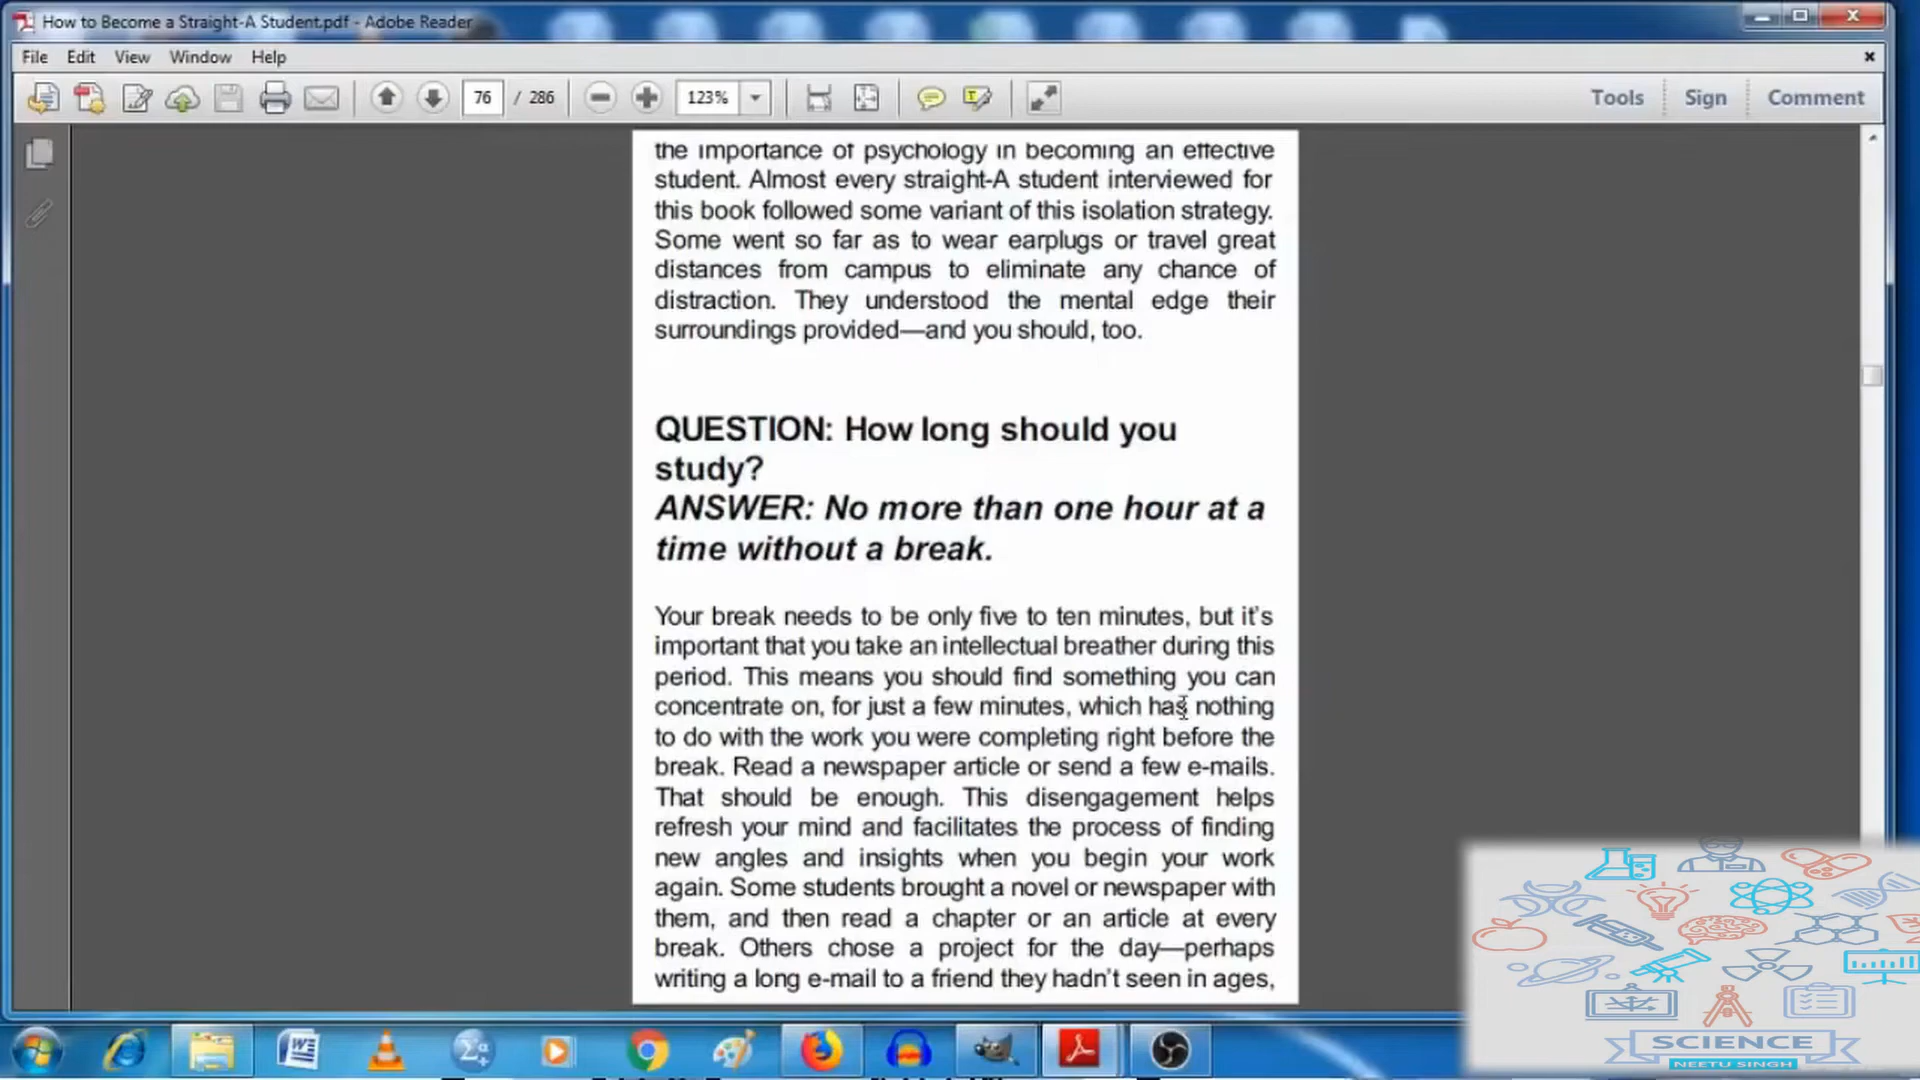 How to Become a Straight-A Student.pdf - Adobe Reader
File Edit View Window Help
76 / 286 123% Tools Sign Comment
the importance of psychology in becoming an effective
student. Almost every straight-A student interviewed for
this book followed some variant of this isolation strategy.
Some went so far as to wear earplugs or travel great
distances from campus to eliminate any chance of
distraction. They understood the mental edge their
surroundings provided—and you should, too.
QUESTION: How long should you
study?
ANSWER: No more than one hour at a
time without a break.
Your break needs to be only five to ten minutes, but it's
important that you take an intellectual breather during this
period. This means you should find something you can
concentrate on, for just a few minutes, which has nothing
to do with the work you were completing right before the
break. Read a newspaper article or send a few e-mails.
That should be enough. This disengagement helps
refresh your mind and facilitates the process of finding
new angles and insights when you begin your work
again. Some students brought a novel or newspaper with
them, and then read a chapter or an article at every
break. Others chose a project for the day—perhaps
writing a long e-mail to a friend they hadn't seen in ages,
SCIENCE
NEETU SINGH